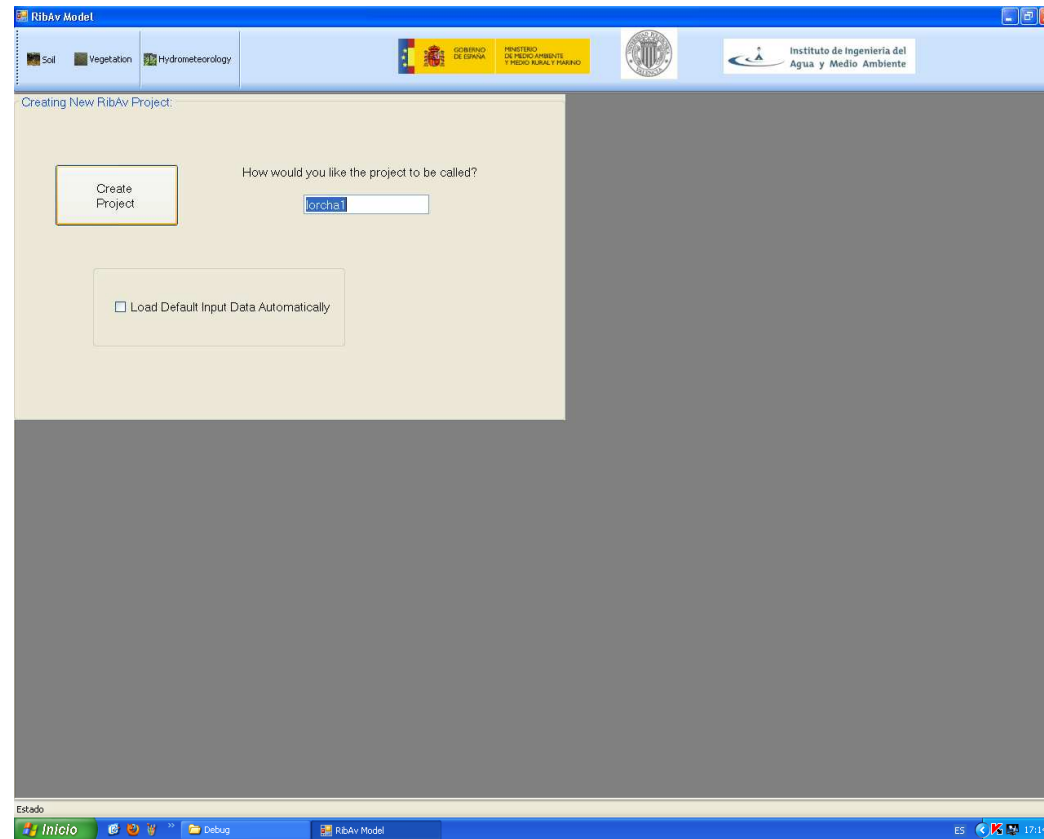 RibAv Model
Soil
Vegetation
Hydrometeorology
GOBIERNO
DE ESPAÑA
MINISTERIO
DE MEDIO AMBIENTE
Y MEDIO RURAL Y MARINO
Instituto de Ingeniería del
Agua y Medio Ambiente
Creating New RibAv Project:
Create
Project
How would you like the project to be called?
lorcha1
Load Default Input Data Automatically
Estado
Inicio
Debug
RibAv Model
ES